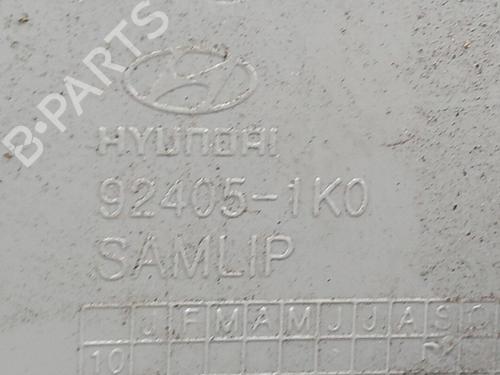 B-PARTS
HYUNDAI
92405-1K0
SAMLIP
J F M A M J J A S
10